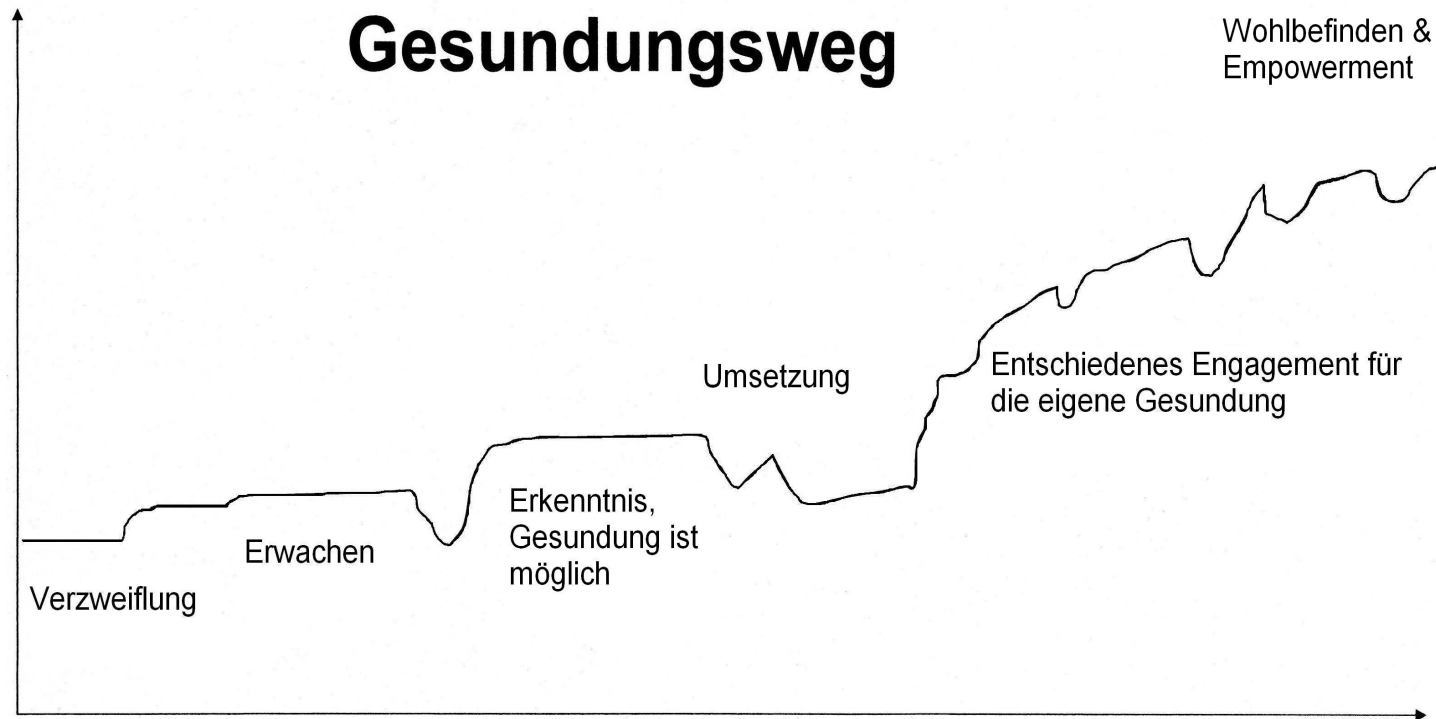 Gesundungsweg
Wohlbefinden &
Empowerment
Umsetzung
Entschiedenes Engagement für
die eigene Gesundung
Erkenntnis,
Gesundung ist
möglich
Erwachen
Verzweiflung